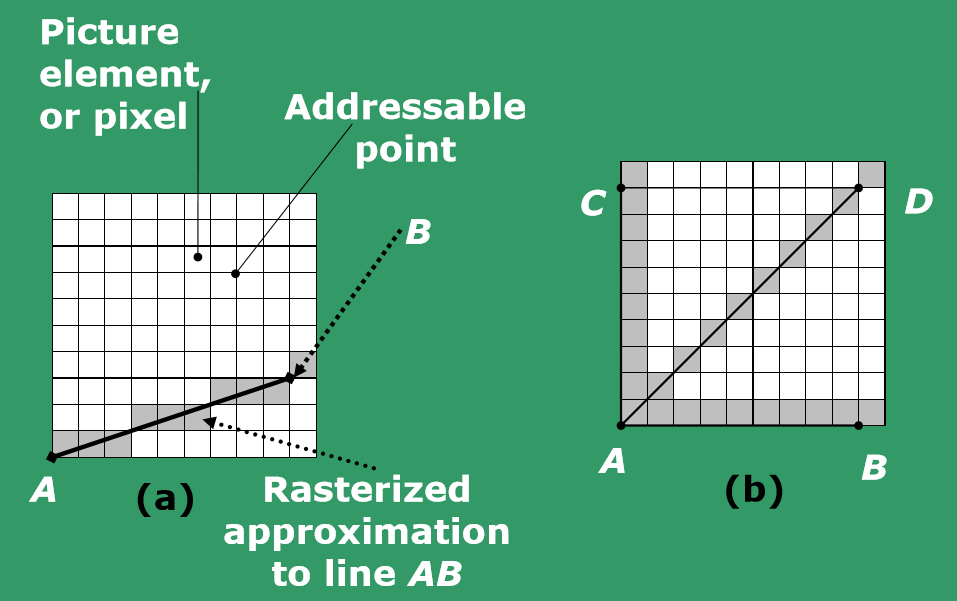 Picture
element,
or pixel
Addressable
point
B
A
(a)
Rasterized
approximation
to line AB
C
D
A
B
(b)